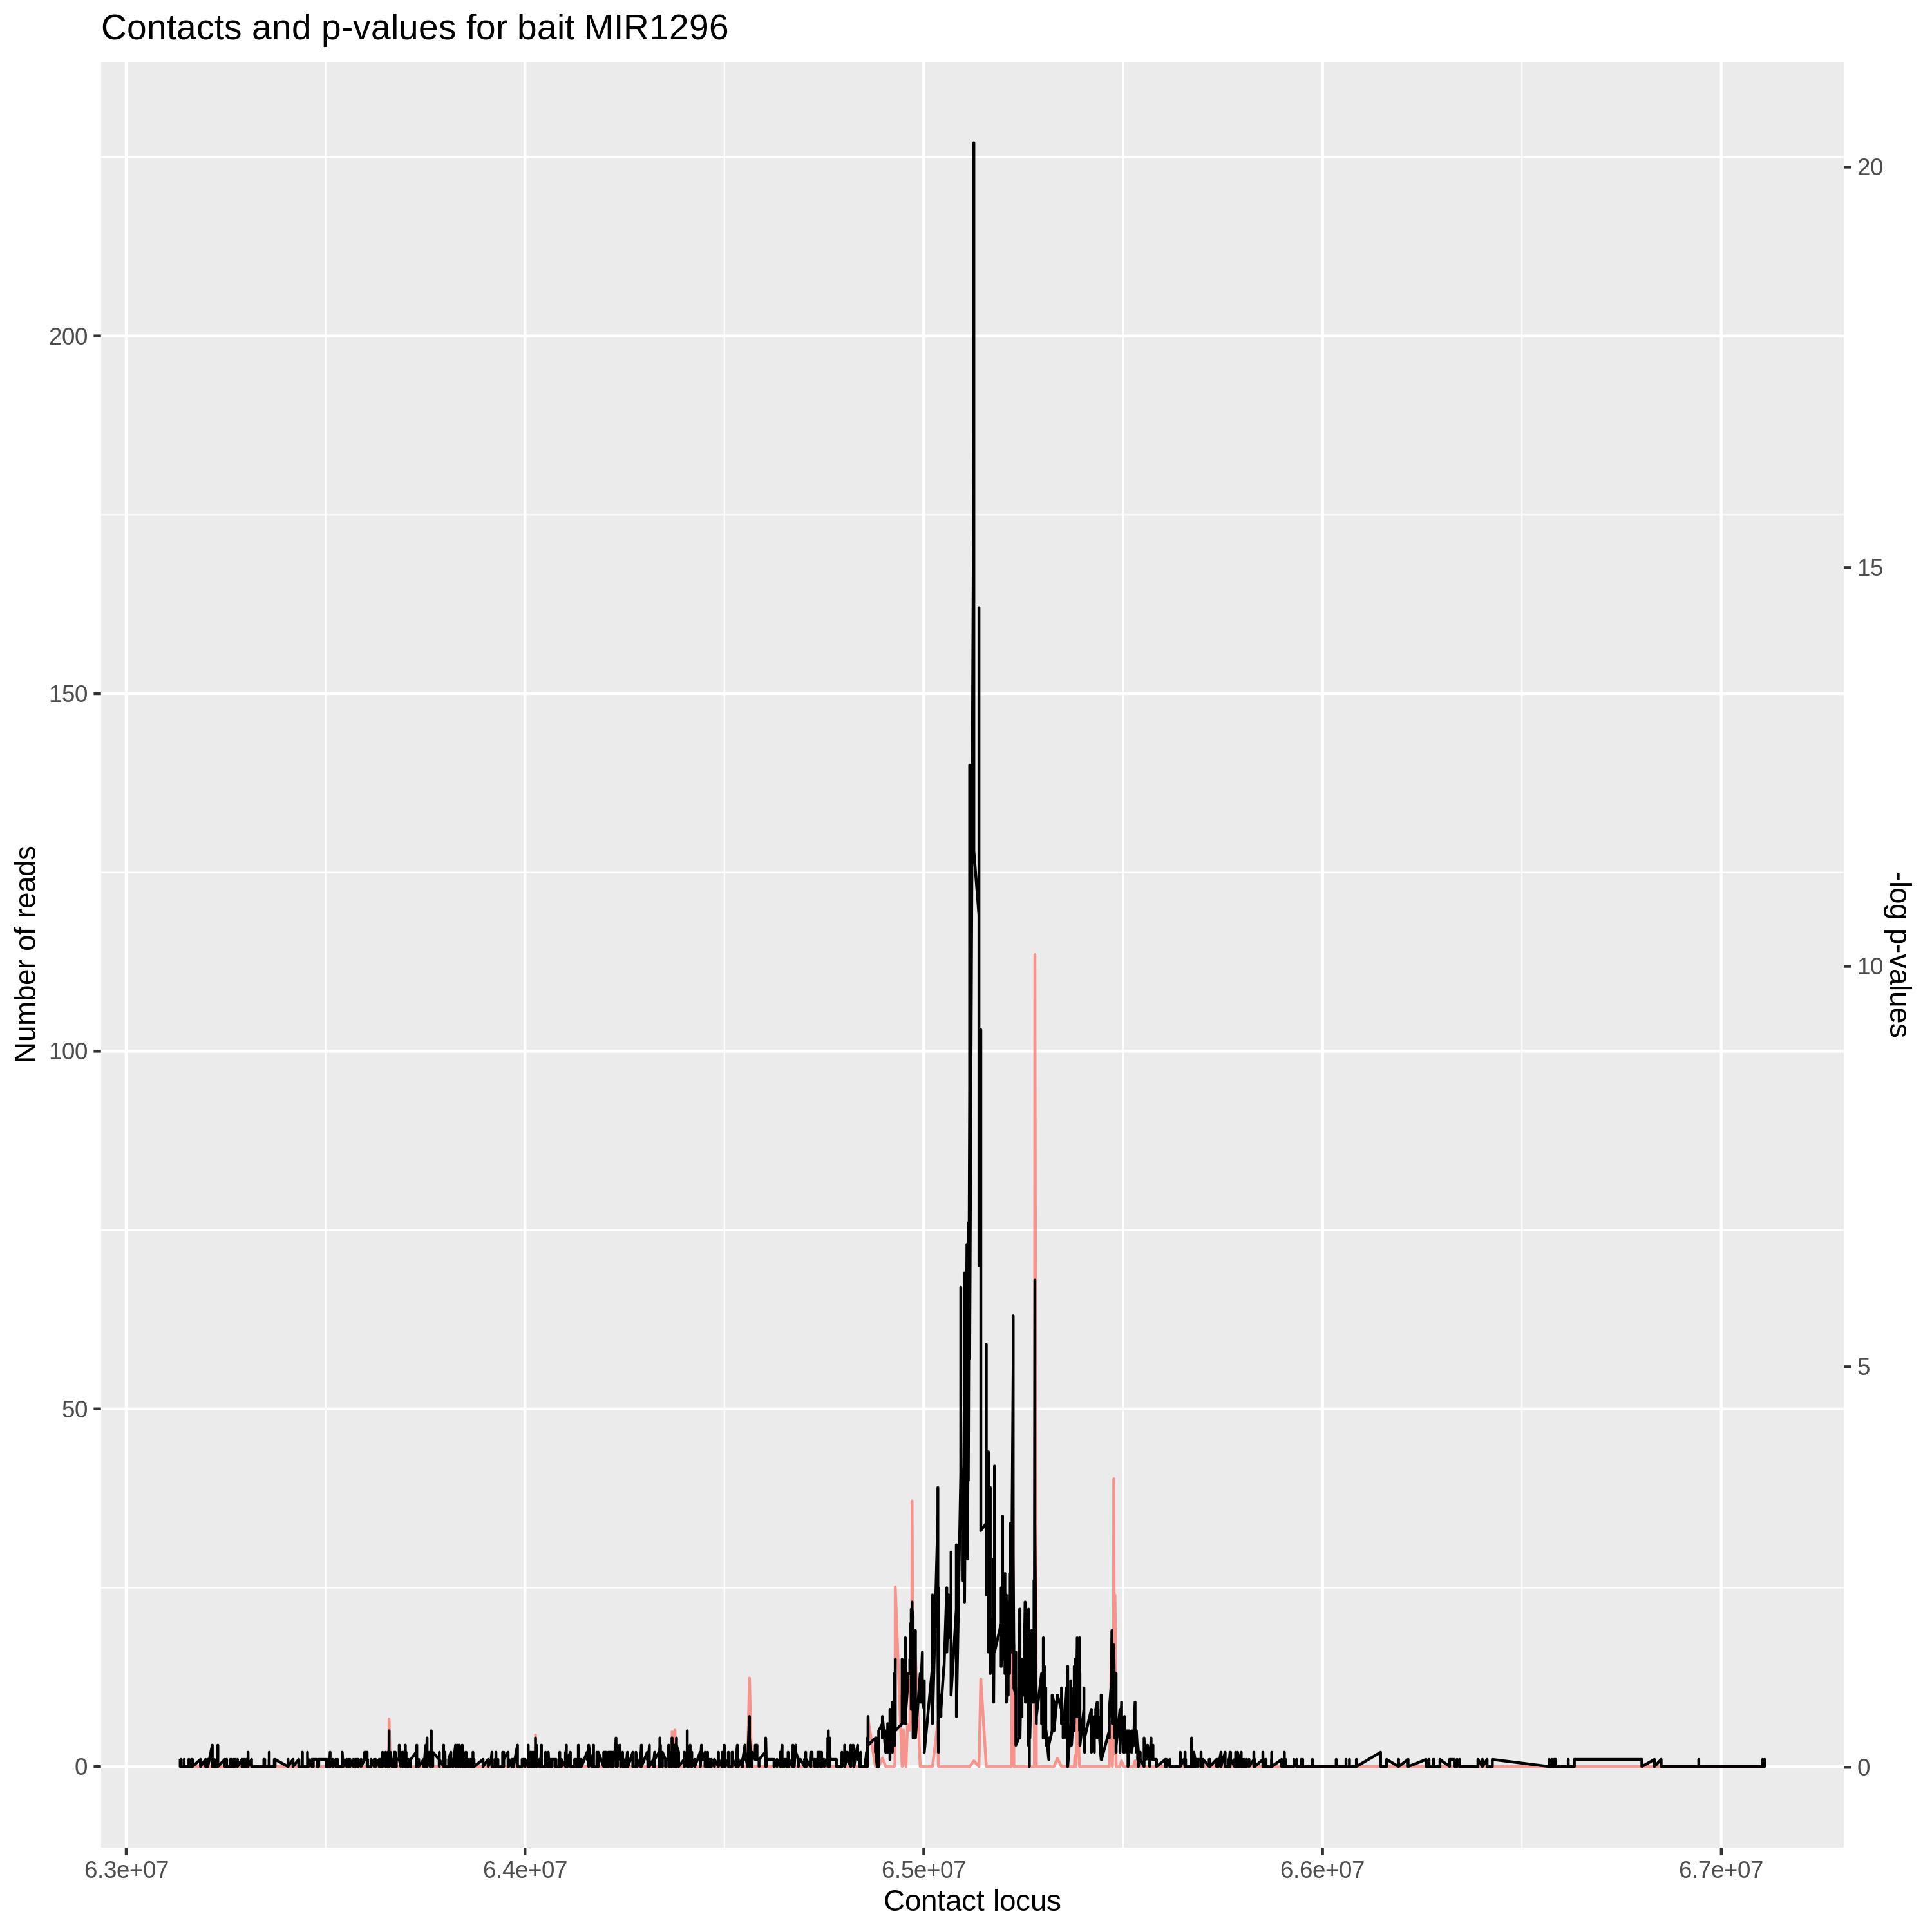 Contacts and p-values for bait MIR1296
Number of reads
200
150
100
50
0
20
15
10
5
0
-log p-values
6.3e+07 6.4e+07 6.5e+07 6.6e+07 6.7e+07
Contact locus